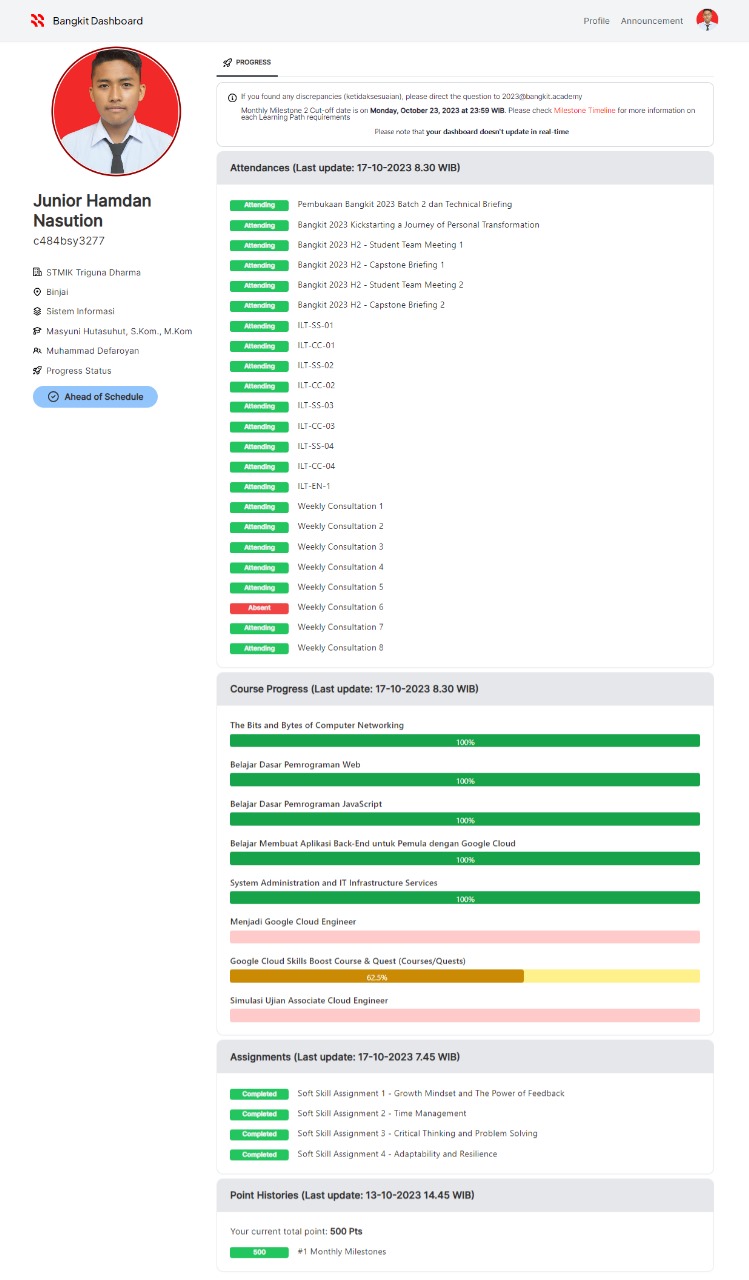 Bangkit Dashboard
Profile
Announcement
Junior Hamdan
Nasution
c484bsy3277
STMIK Triguna Dharma
Binjai
Sistem Informasi
Masyuni Hutasuhut, S.Kom., M.Kom
Muhammad Defaroyan
Progress Status
Ahead of Schedule
PROGRESS
If you found any discrepancies (ketidaksesuaian), please direct the question to 2023@bangkit.academy
Monthly Milestone 2 Cut-off date is on Monday, October 23, 2023 at 23:59 WIB. Please check Milestone Timeline for more information on
each Learning Path requirements
Please note that your dashboard doesn't update in real-time
Attendances (Last update: 17-10-2023 8.30 WIB)
Attending Pembukaan Bangkit 2023 Batch 2 dan Technical Briefing
Attending Bangkit 2023 Kickstarting a Journey of Personal Transformation
Attending Bangkit 2023 H2 - Student Team Meeting 1
Attending Bangkit 2023 H2 - Capstone Briefing 1
Attending Bangkit 2023 H2 - Student Team Meeting 2
Attending Bangkit 2023 H2 - Capstone Briefing 2
Attending ILT-SS-01
Attending ILT-CC-01
Attending ILT-SS-02
Attending ILT-CC-02
Attending ILT-SS-03
Attending ILT-CC-03
Attending ILT-SS-04
Attending ILT-CC-04
Attending ILT-EN-1
Attending Weekly Consultation 1
Attending Weekly Consultation 2
Attending Weekly Consultation 3
Attending Weekly Consultation 4
Attending Weekly Consultation 5
Absent Weekly Consultation 6
Attending Weekly Consultation 7
Attending Weekly Consultation 8
Course Progress (Last update: 17-10-2023 8.30 WIB)
The Bits and Bytes of Computer Networking
100%
Belajar Dasar Pemrograman Web
100%
Belajar Dasar Pemrograman JavaScript
100%
Belajar Membuat Aplikasi Back-End untuk Pemula dengan Google Cloud
100%
System Administration and IT Infrastructure Services
100%
Menjadi Google Cloud Engineer
Google Cloud Skills Boost Course & Quest (Courses/Quests)
62.5%
Simulasi Ujian Associate Cloud Engineer
Assignments (Last update: 17-10-2023 7.45 WIB)
Completed Soft Skill Assignment 1 - Growth Mindset and The Power of Feedback
Completed Soft Skill Assignment 2 - Time Management
Completed Soft Skill Assignment 3 - Critical Thinking and Problem Solving
Completed Soft Skill Assignment 4 - Adaptability and Resilience
Point Histories (Last update: 13-10-2023 14.45 WIB)
Your current total point: 500 Pts
500 #1 Monthly Milestones